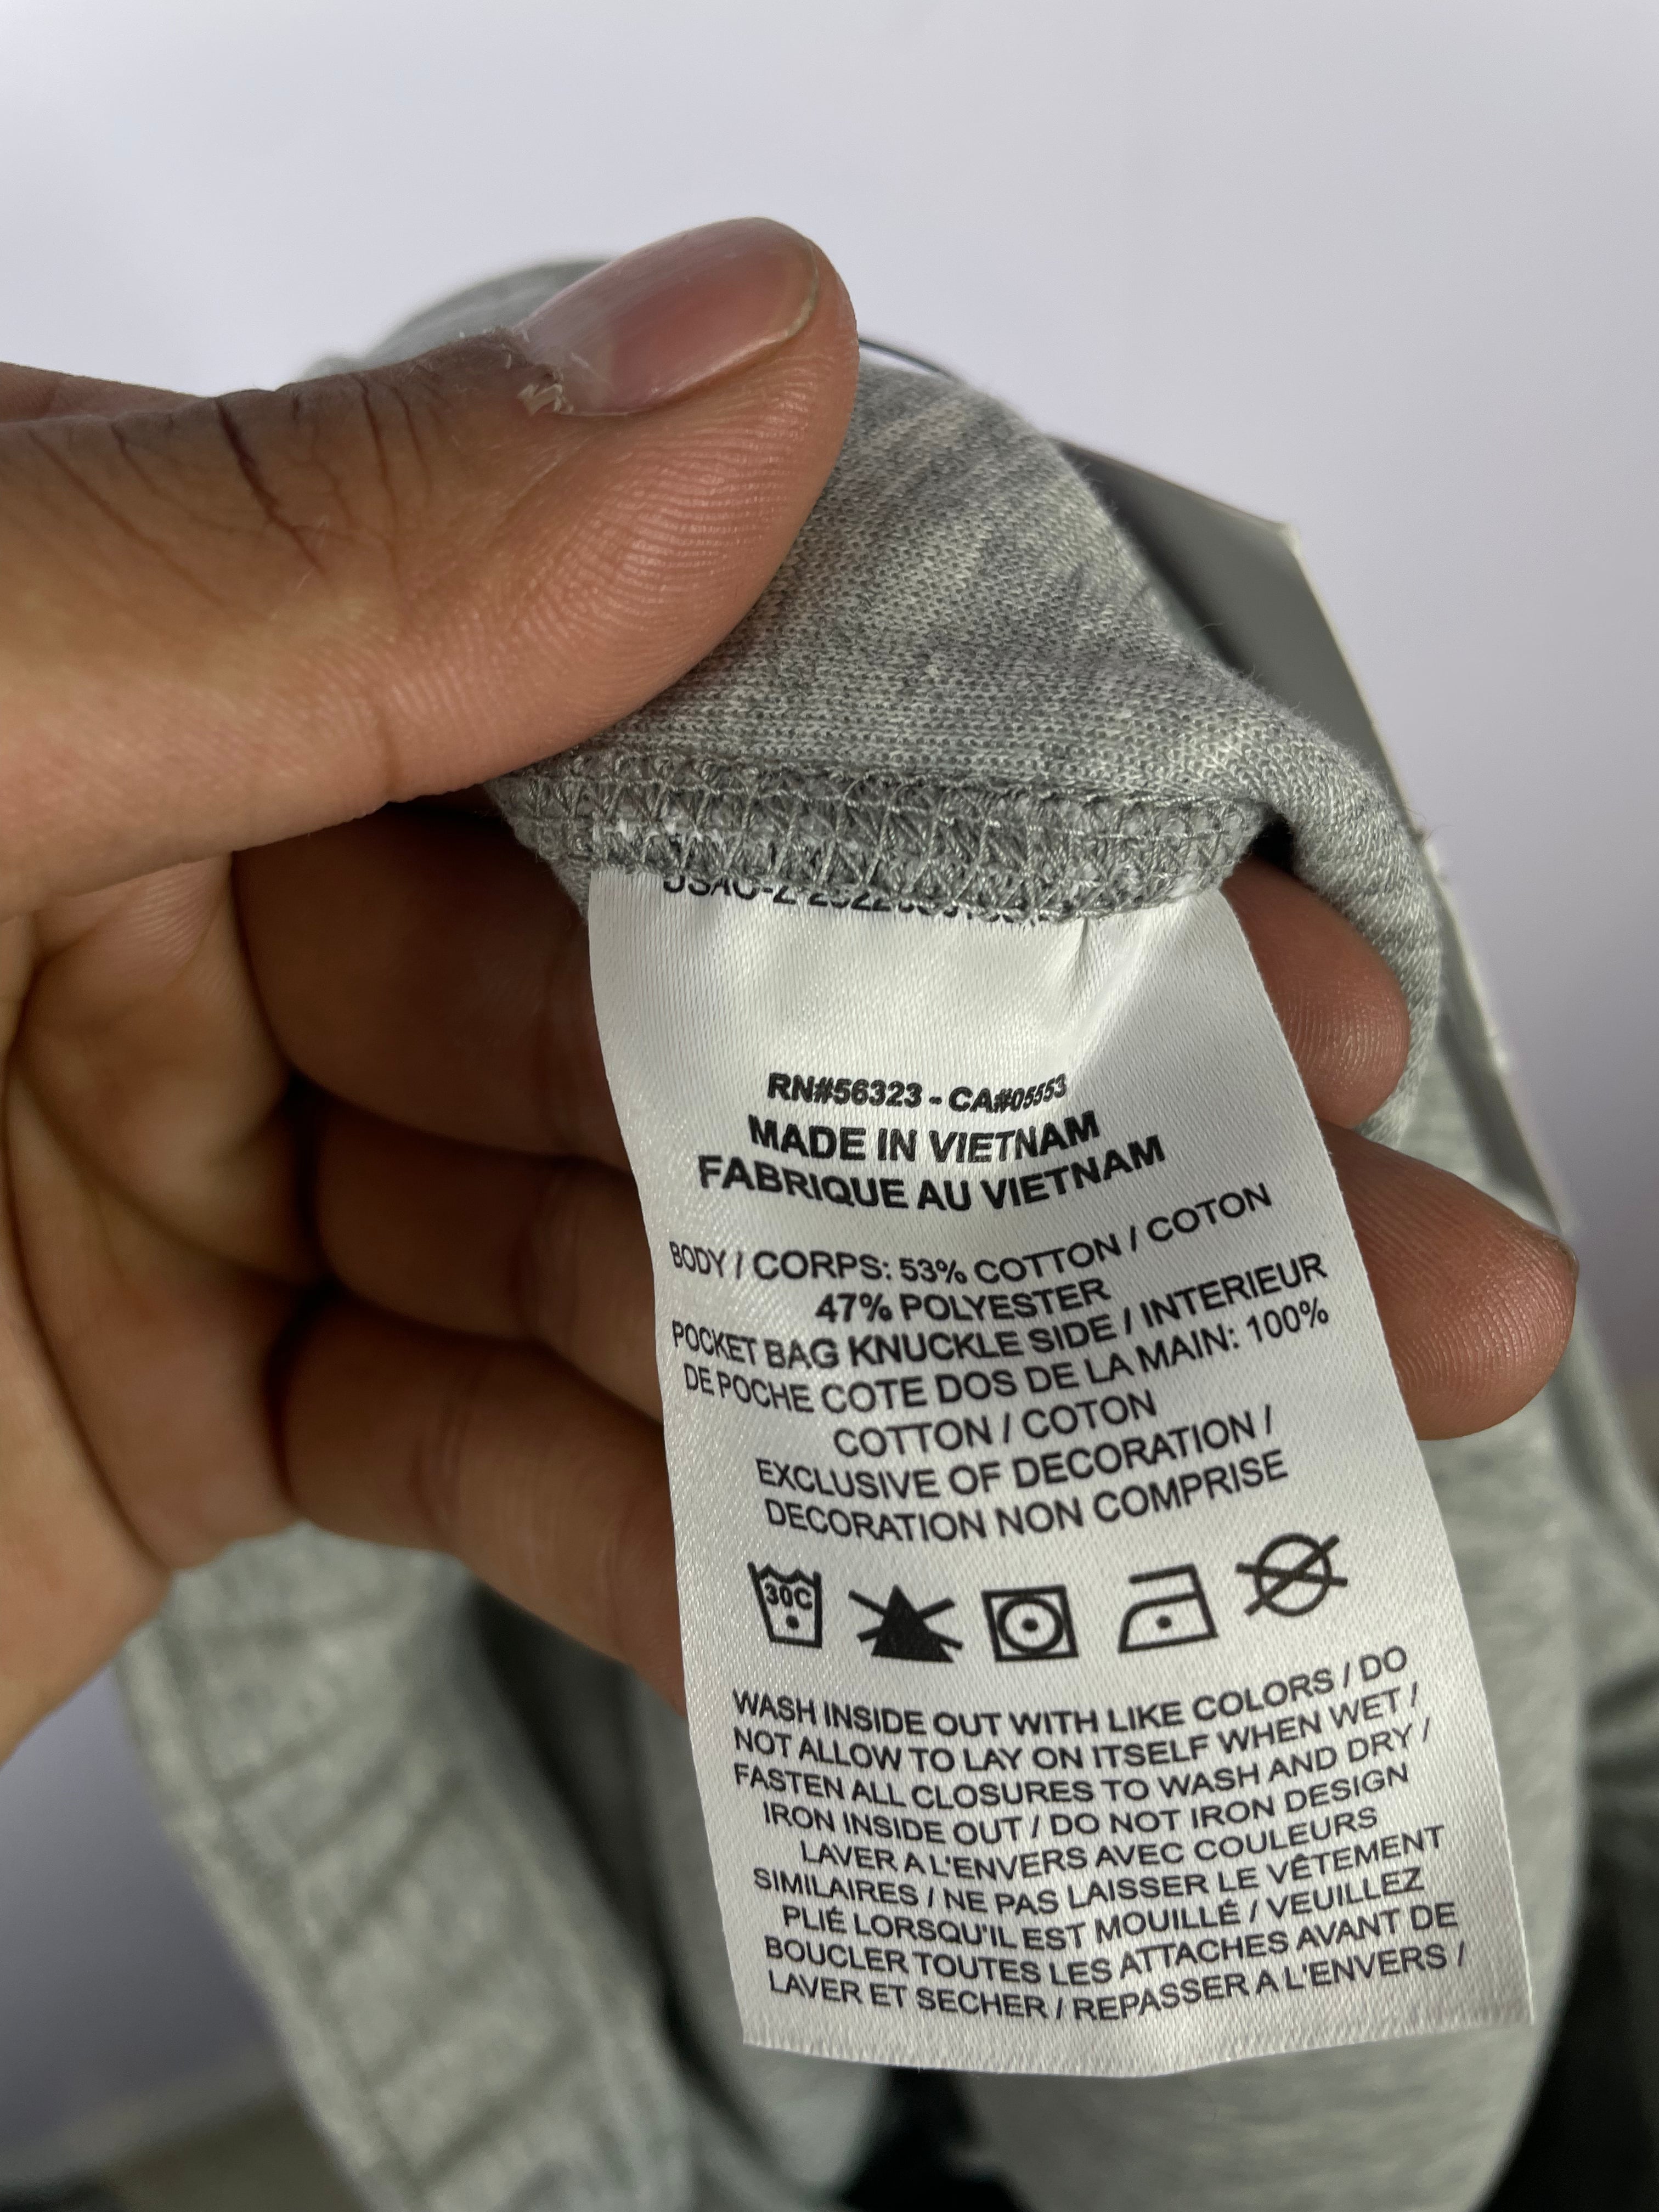 RN#56323 - CA#05553
MADE IN VIETNAM
FABRIQUE AU VIETNAM
BODY / CORPS: 53% COTTON / COTON
47% POLYESTER
POCKET BAG KNUCKLE SIDE / INTERIEUR
DE POCHE COTE DOS DE LA MAIN: 100%
COTTON / COTON
EXCLUSIVE OF DECORATION /
DECORATION NON COMPRISE
30C
WASH INSIDE OUT WITH LIKE COLORS / DO
NOT ALLOW TO LAY ON ITSELF WHEN WET /
FASTEN ALL CLOSURES TO WASH AND DRY /
IRON INSIDE OUT / DO NOT IRON DESIGN
LAVER A L'ENVERS AVEC COULEURS
SIMILAIRES / NE PAS LAISSER LE VÊTEMENT
PLIÉ LORSQU'IL EST MOUILLÉ / VEUILLEZ
BOUCLER TOUTES LES ATTACHES AVANT DE
LAVER ET SECHER / REPASSER A L'ENVERS /